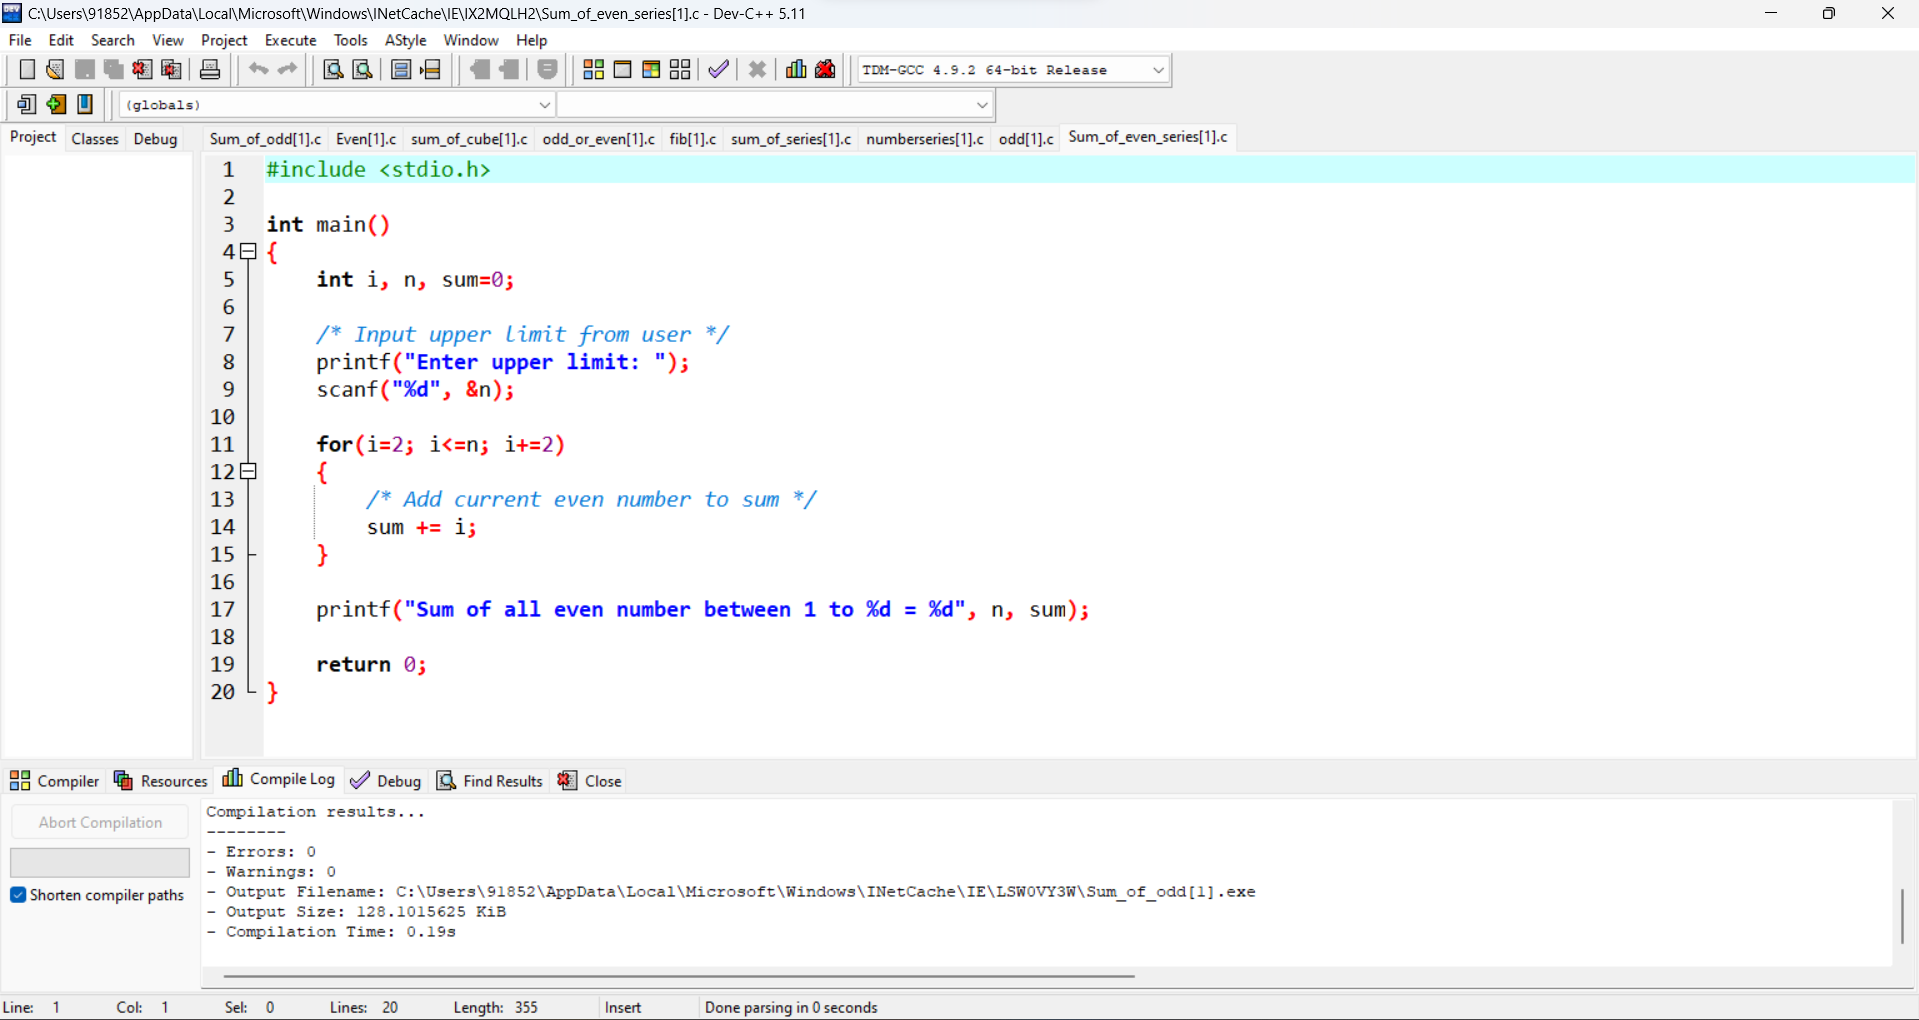 C:\Users\91852\AppData\Local\Microsoft\Windows\INetCache\IE\IX2MQLH2\Sum_of_even_series[1].c - Dev-C++ 5.11
File Edit Search View Project Execute Tools AStyle Window Help
TDM-GCC 4.9.2 64-bit Release
(globals)
Project Classes Debug Sum_of_odd[1].c Even[1].c sum_of_cube[1].c odd_or_even[1].c fib[1].c sum_of_series[1].c numberseries[1].c odd[1].c Sum_of_even_series[1].c
1 #include <stdio.h>
2
3 int main()
4 {
5 int i, n, sum=0;
6
7 /* Input upper limit from user */
8 printf("Enter upper limit: ");
9 scanf("%d", &n);
10
11 for(i=2; i<=n; i+=2)
12 {
13 /* Add current even number to sum */
14 sum += i;
15 }
16
17 printf("Sum of all even number between 1 to %d = %d", n, sum);
18
19 return 0;
20 }
Compiler Resources Compile Log Debug Find Results Close
Abort Compilation
Shorten compiler paths
Compilation results...
--------
- Errors: 0
- Warnings: 0
- Output Filename: C:\Users\91852\AppData\Local\Microsoft\Windows\INetCache\IE\LSW0VY3W\Sum_of_odd[1].exe
- Output Size: 128.1015625 KiB
- Compilation Time: 0.19s
Line: 1 Col: 1 Sel: 0 Lines: 20 Length: 355 Insert Done parsing in 0 seconds